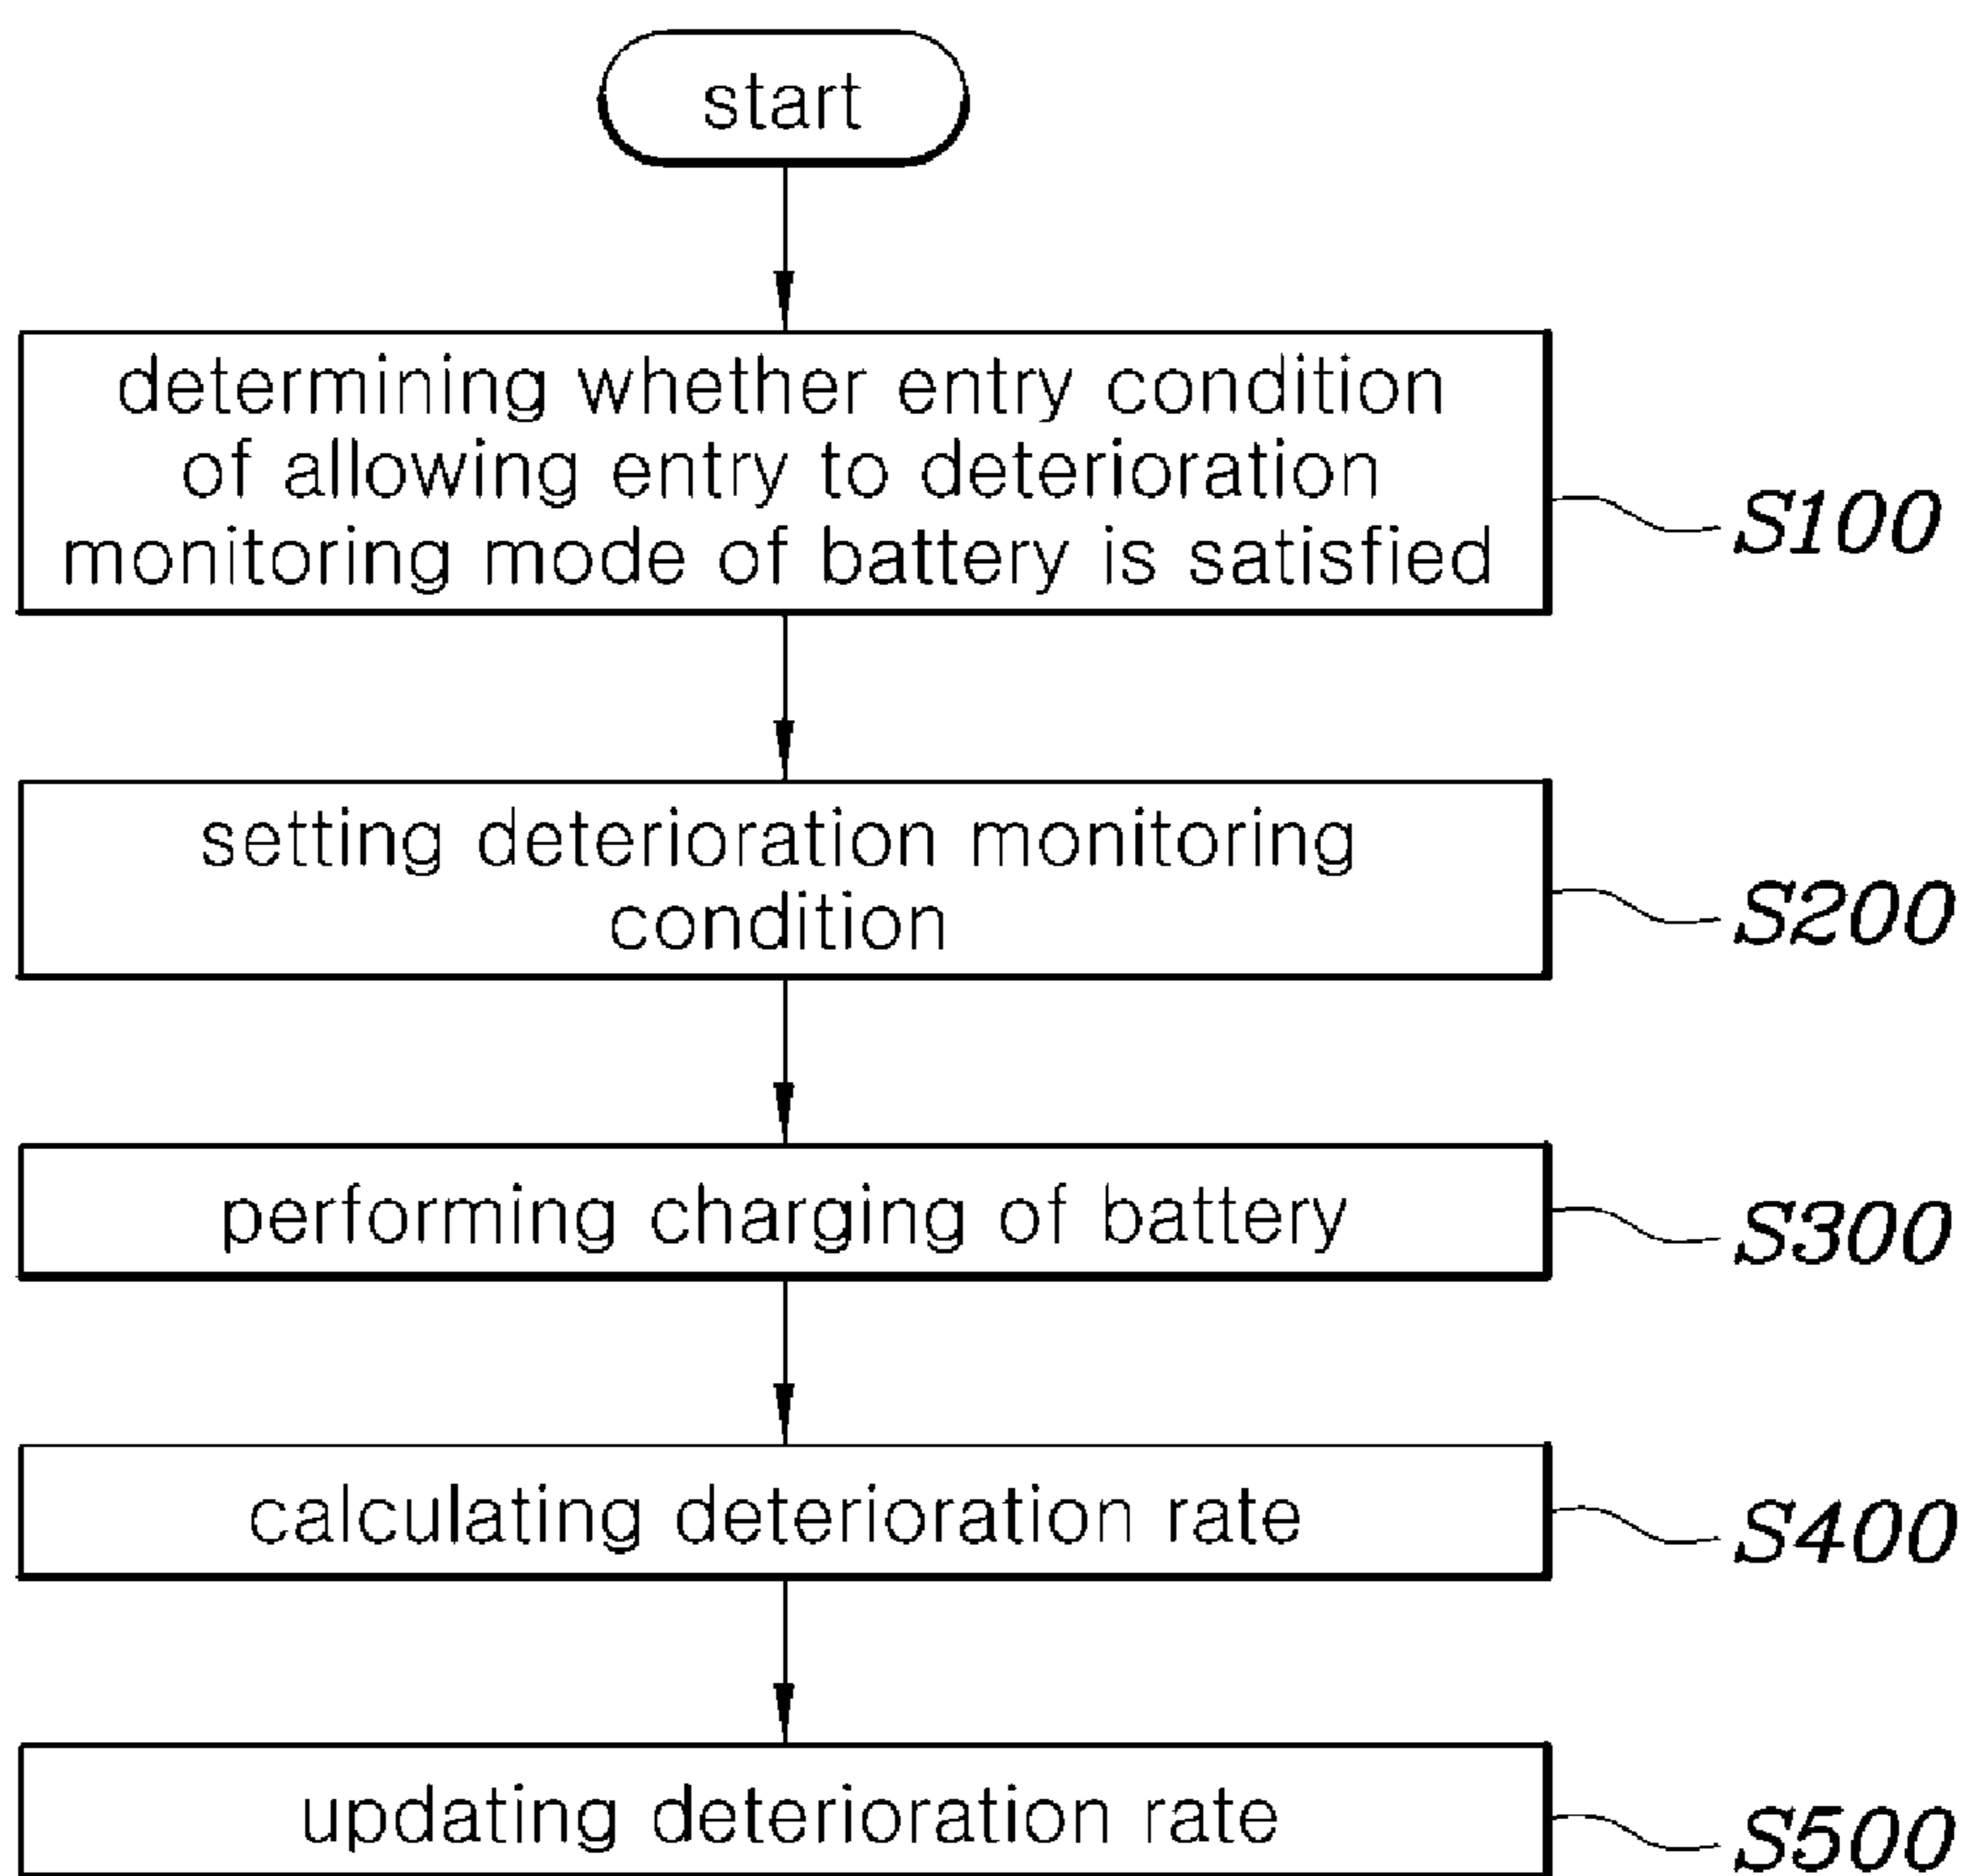 start
determining whether entry condition
of allowing entry to deterioration
monitoring mode of battery is satisfied
S100
setting deterioration monitoring
condition
S200
performing charging of battery
S300
calculating deterioration rate
S400
updating deterioration rate
S500